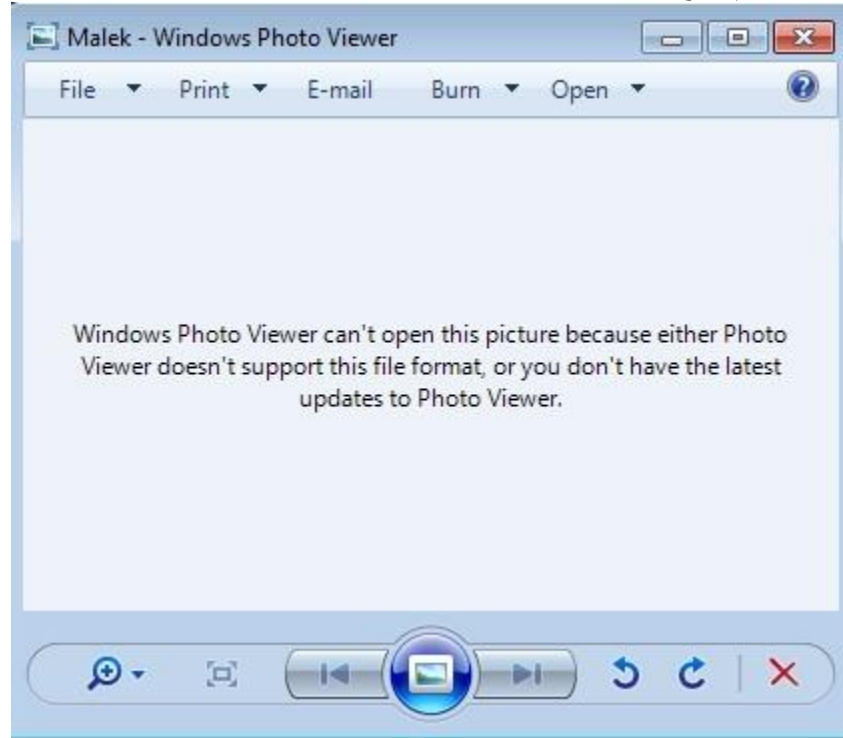 Malek - Windows Photo Viewer
File Print E-mail Burn Open
Windows Photo Viewer can't open this picture because either Photo
Viewer doesn't support this file format, or you don't have the latest
updates to Photo Viewer.